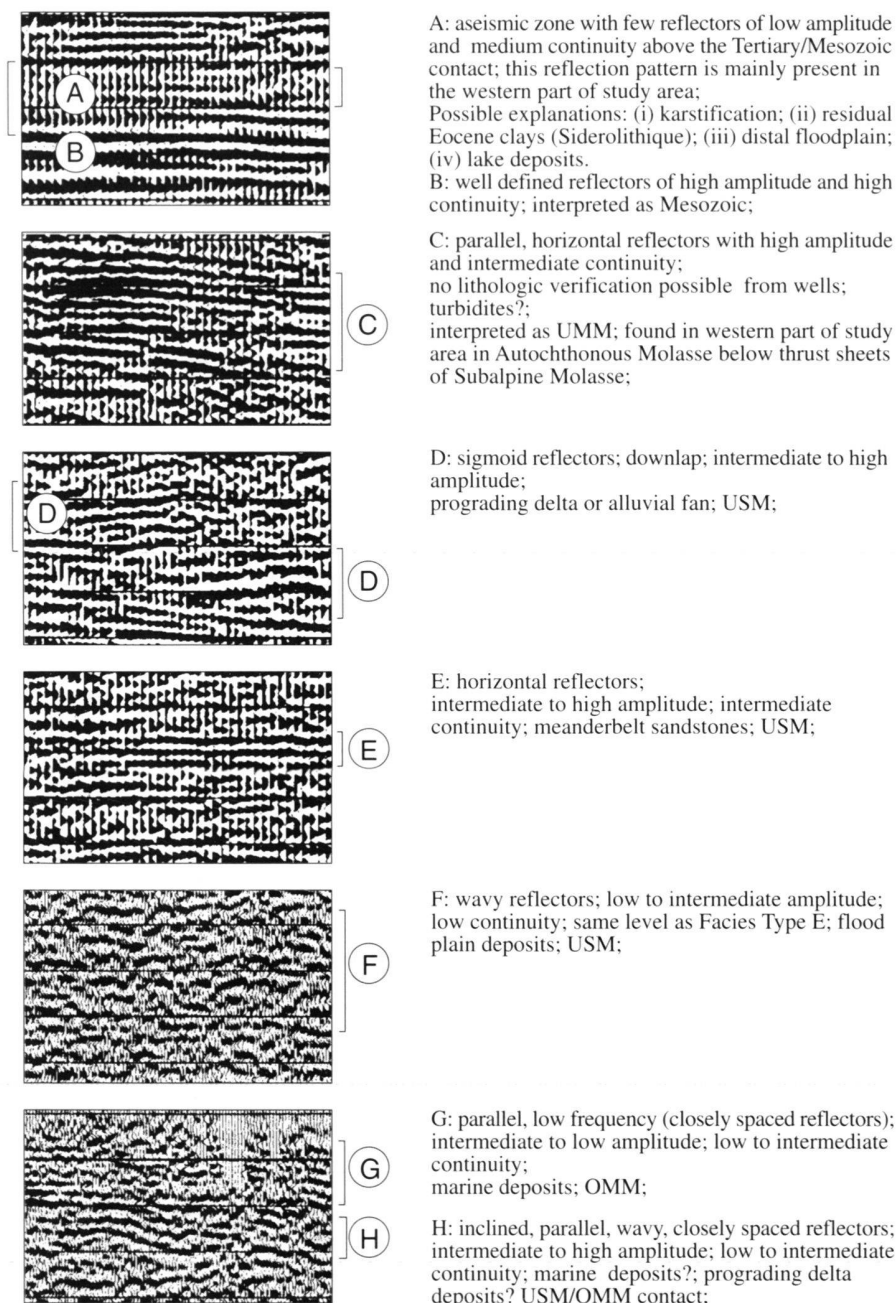 A: aseismic zone with few reflectors of low amplitude
and medium continuity above the Tertiary/Mesozoic
contact; this reflection pattern is mainly present in
the western part of study area;
Possible explanations: (i) karstification; (ii) residual
Eocene clays (Siderolithique); (iii) distal floodplain;
(iv) lake deposits.
B: well defined reflectors of high amplitude and high
continuity; interpreted as Mesozoic;
A
B
C: parallel, horizontal reflectors with high amplitude
and intermediate continuity;
no lithologic verification possible from wells;
turbidites?;
interpreted as UMM; found in western part of study
area in Autochthonous Molasse below thrust sheets
of Subalpine Molasse;
C
D: sigmoid reflectors; downlap; intermediate to high
amplitude;
prograding delta or alluvial fan; USM;
D
D
E: horizontal reflectors;
intermediate to high amplitude; intermediate
continuity; meanderbelt sandstones; USM;
E
F: wavy reflectors; low to intermediate amplitude;
low continuity; same level as Facies Type E; flood
plain deposits; USM;
F
G: parallel, low frequency (closely spaced reflectors);
intermediate to low amplitude; low to intermediate
continuity;
marine deposits; OMM;
G
H: inclined, parallel, wavy, closely spaced reflectors;
intermediate to high amplitude; low to intermediate
continuity; marine deposits?; prograding delta
deposits? USM/OMM contact;
H